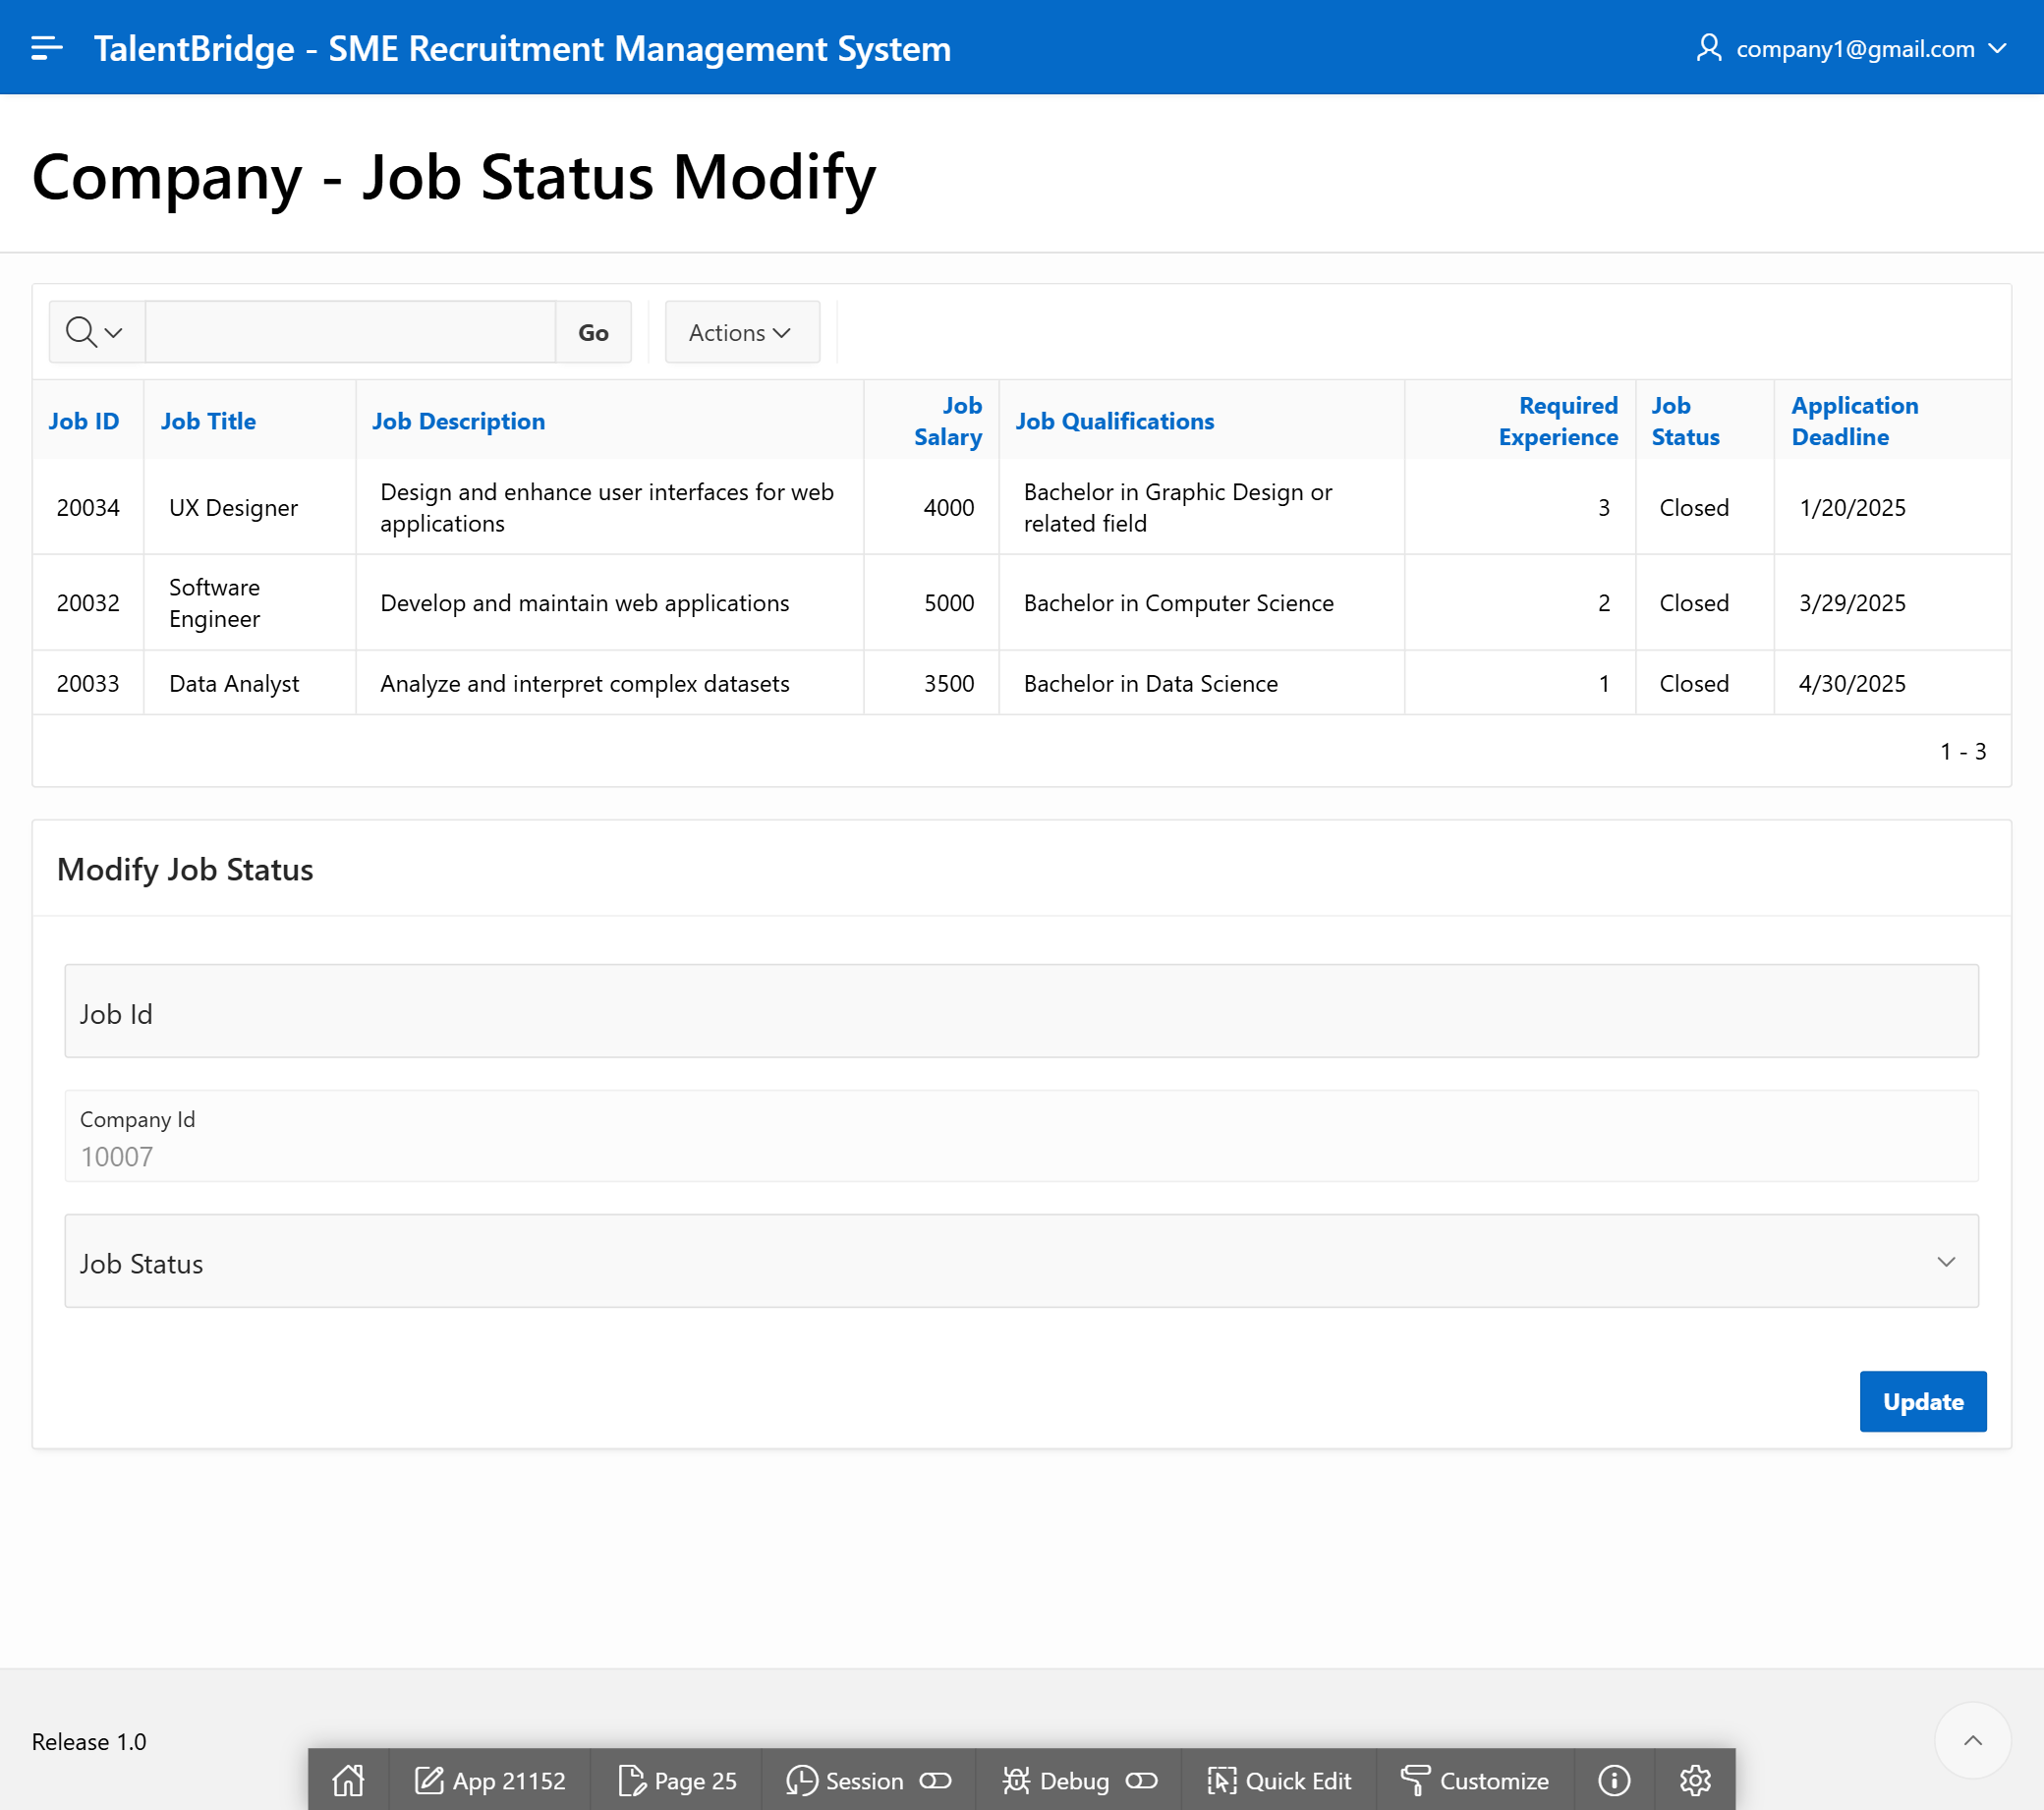 TalentBridge - SME Recruitment Management System
company1@gmail.com
Company - Job Status Modify
Go
Actions
Job ID
Job Title
Job Description
Job Salary
Job Qualifications
Required Experience
Job Status
Application Deadline
20034
UX Designer
Design and enhance user interfaces for web
applications
4000
Bachelor in Graphic Design or
related field
3
Closed
1/20/2025
20032
Software
Engineer
Develop and maintain web applications
5000
Bachelor in Computer Science
2
Closed
3/29/2025
20033
Data Analyst
Analyze and interpret complex datasets
3500
Bachelor in Data Science
1
Closed
4/30/2025
1 - 3
Modify Job Status
Job Id
Company Id
10007
Job Status
Update
Release 1.0
App 21152
Page 25
Session
Debug
Quick Edit
Customize